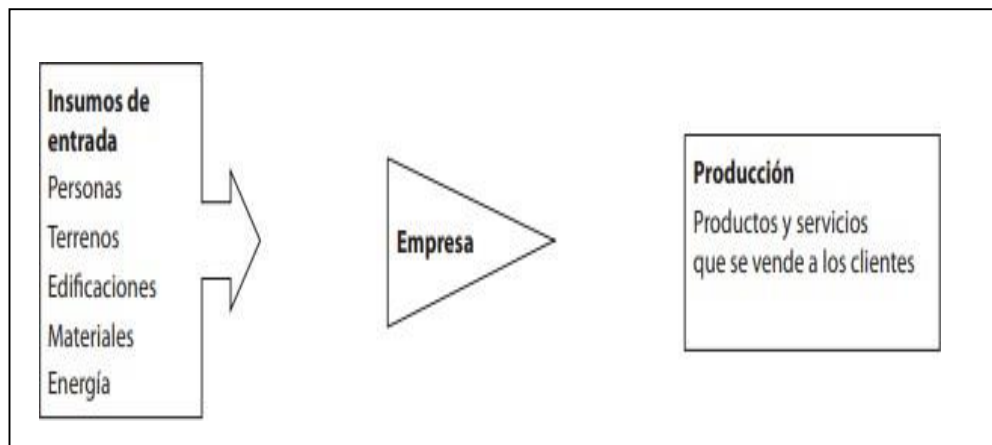 Insumos de
entrada
Personas
Terrenos
Edificaciones
Materiales
Energía
Empresa
Producción
Productos y servicios
que se vende a los clientes